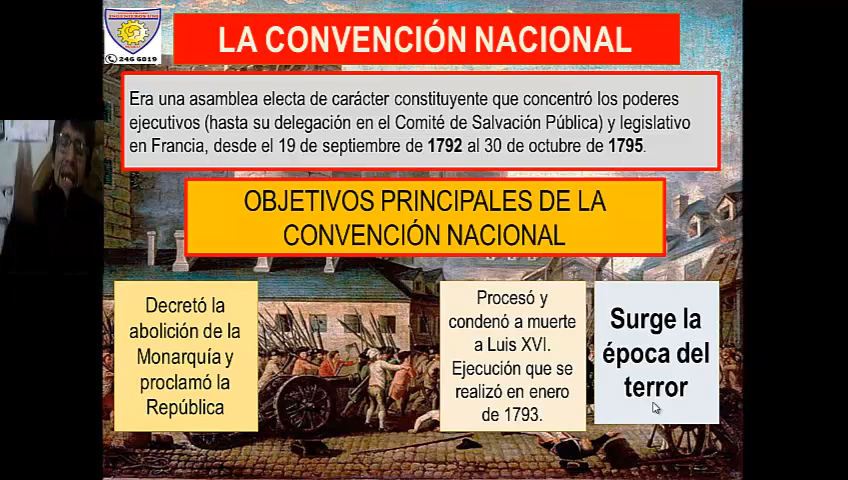 INGENIEROS UNI
246 6819
LA CONVENCIÓN NACIONAL
Era una asamblea electa de carácter constituyente que concentró los poderes
ejecutivos (hasta su delegación en el Comité de Salvación Pública) y legislativo
en Francia, desde el 19 de septiembre de 1792 al 30 de octubre de 1795.
OBJETIVOS PRINCIPALES DE LA
CONVENCIÓN NACIONAL
Decretó la
abolición de la
Monarquía y
proclamó la
República
Procesó y
condenó a muerte
a Luis XVI.
Ejecución que se
realizó en enero
de 1793.
Surge la
época del
terror